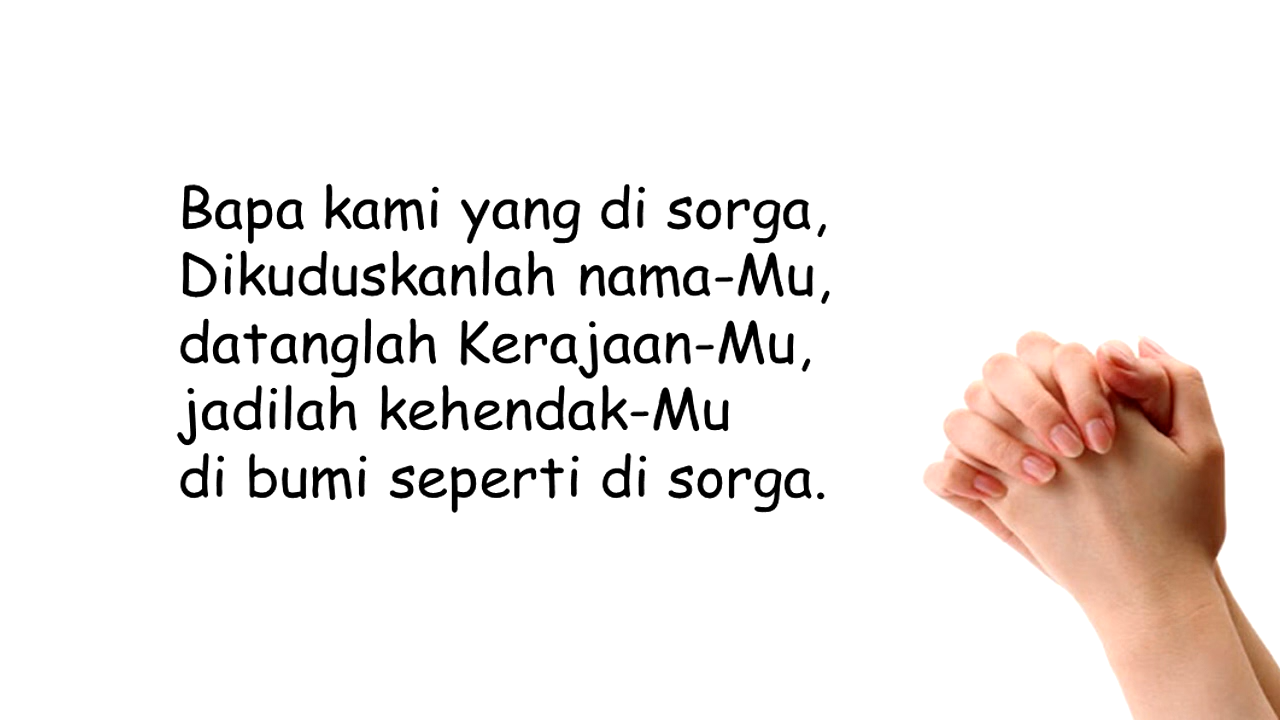 Bapa kami yang di sorga,
Dikuduskanlah nama-Mu,
datanglah Kerajaan-Mu,
jadilah kehendak-Mu
di bumi seperti di sorga.